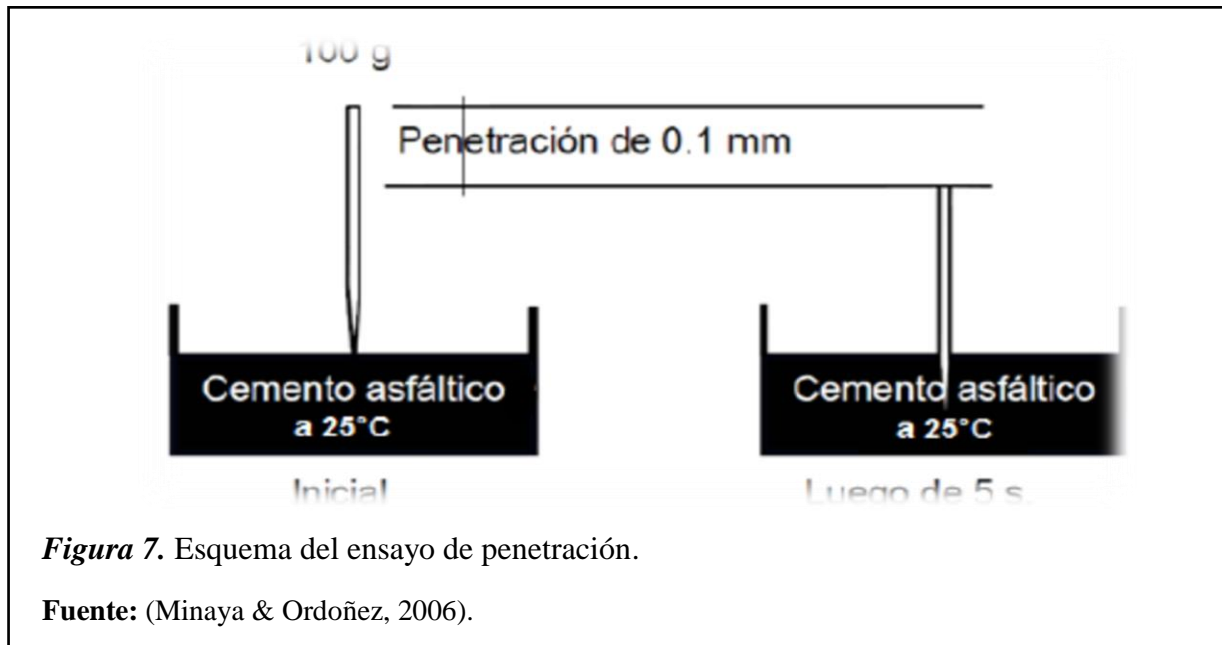 100 g
Penetración de 0.1 mm
Cemento asfáltico
a 25°C
Cemento asfáltico
a 25°C
Inicial
Luego de 5 s.
Figura 7. Esquema del ensayo de penetración.
Fuente: (Minaya & Ordoñez, 2006).